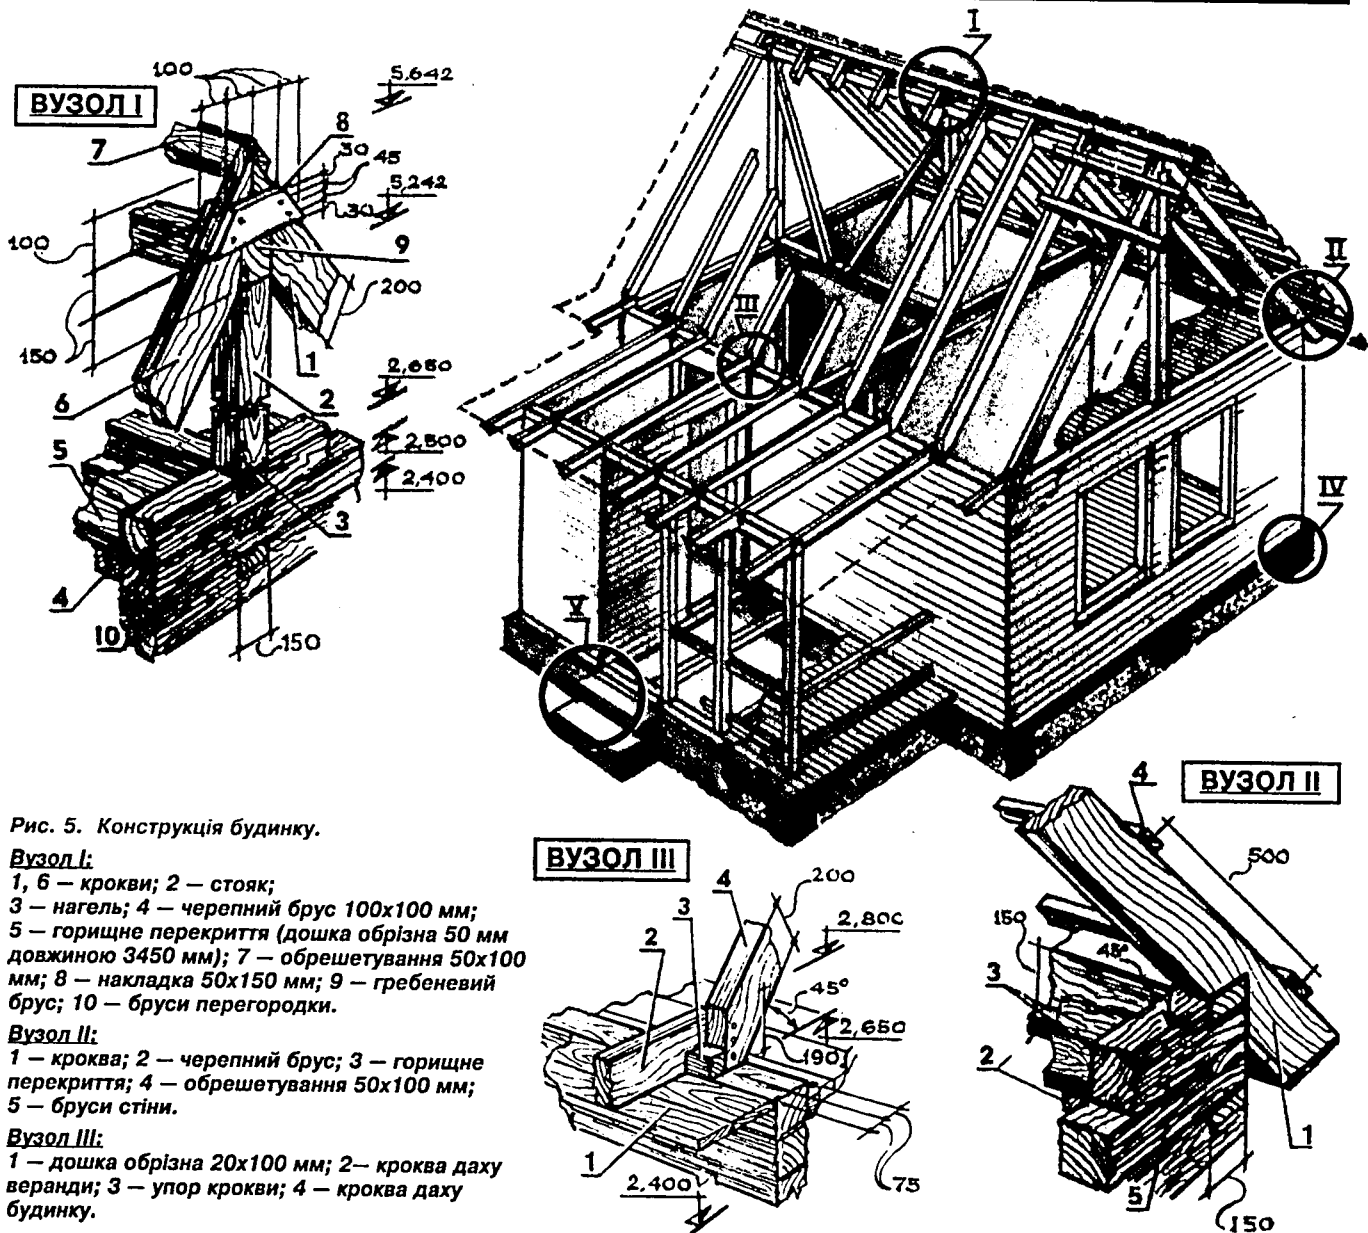 ВУЗОЛ I
100
5,642
7
8
30
45
5,242
30
100
9
200
150
1
6
2,650
2
5
2,500
2,400
3
4
10
150
I
II
III
IV
V
Рис. 5. Конструкція будинку.
Вузол І:
1, 6 — крокви; 2 — стояк;
3 — нагель; 4 — черепний брус 100х100 мм;
5 — горищне перекриття (дошка обрізна 50 мм
довжиною 3450 мм); 7 — обрешетування 50х100
мм; 8 — накладка 50х150 мм; 9 — гребеневий
брус; 10 — бруси перегородки.
Вузол ІІ:
1 — кроква; 2 — черепний брус; 3 — горищне
перекриття; 4 — обрешетування 50х100 мм;
5 — бруси стіни.
Вузол ІІІ:
1 — дошка обрізна 20х100 мм; 2— кроква даху
веранди; 3 — упор крокви; 4 — кроква даху
будинку.
ВУЗОЛ III
4
200
3
2,800
2
45°
2,650
190
1
2,400
75
ВУЗОЛ II
4
500
150
45°
3
2
1
5
150